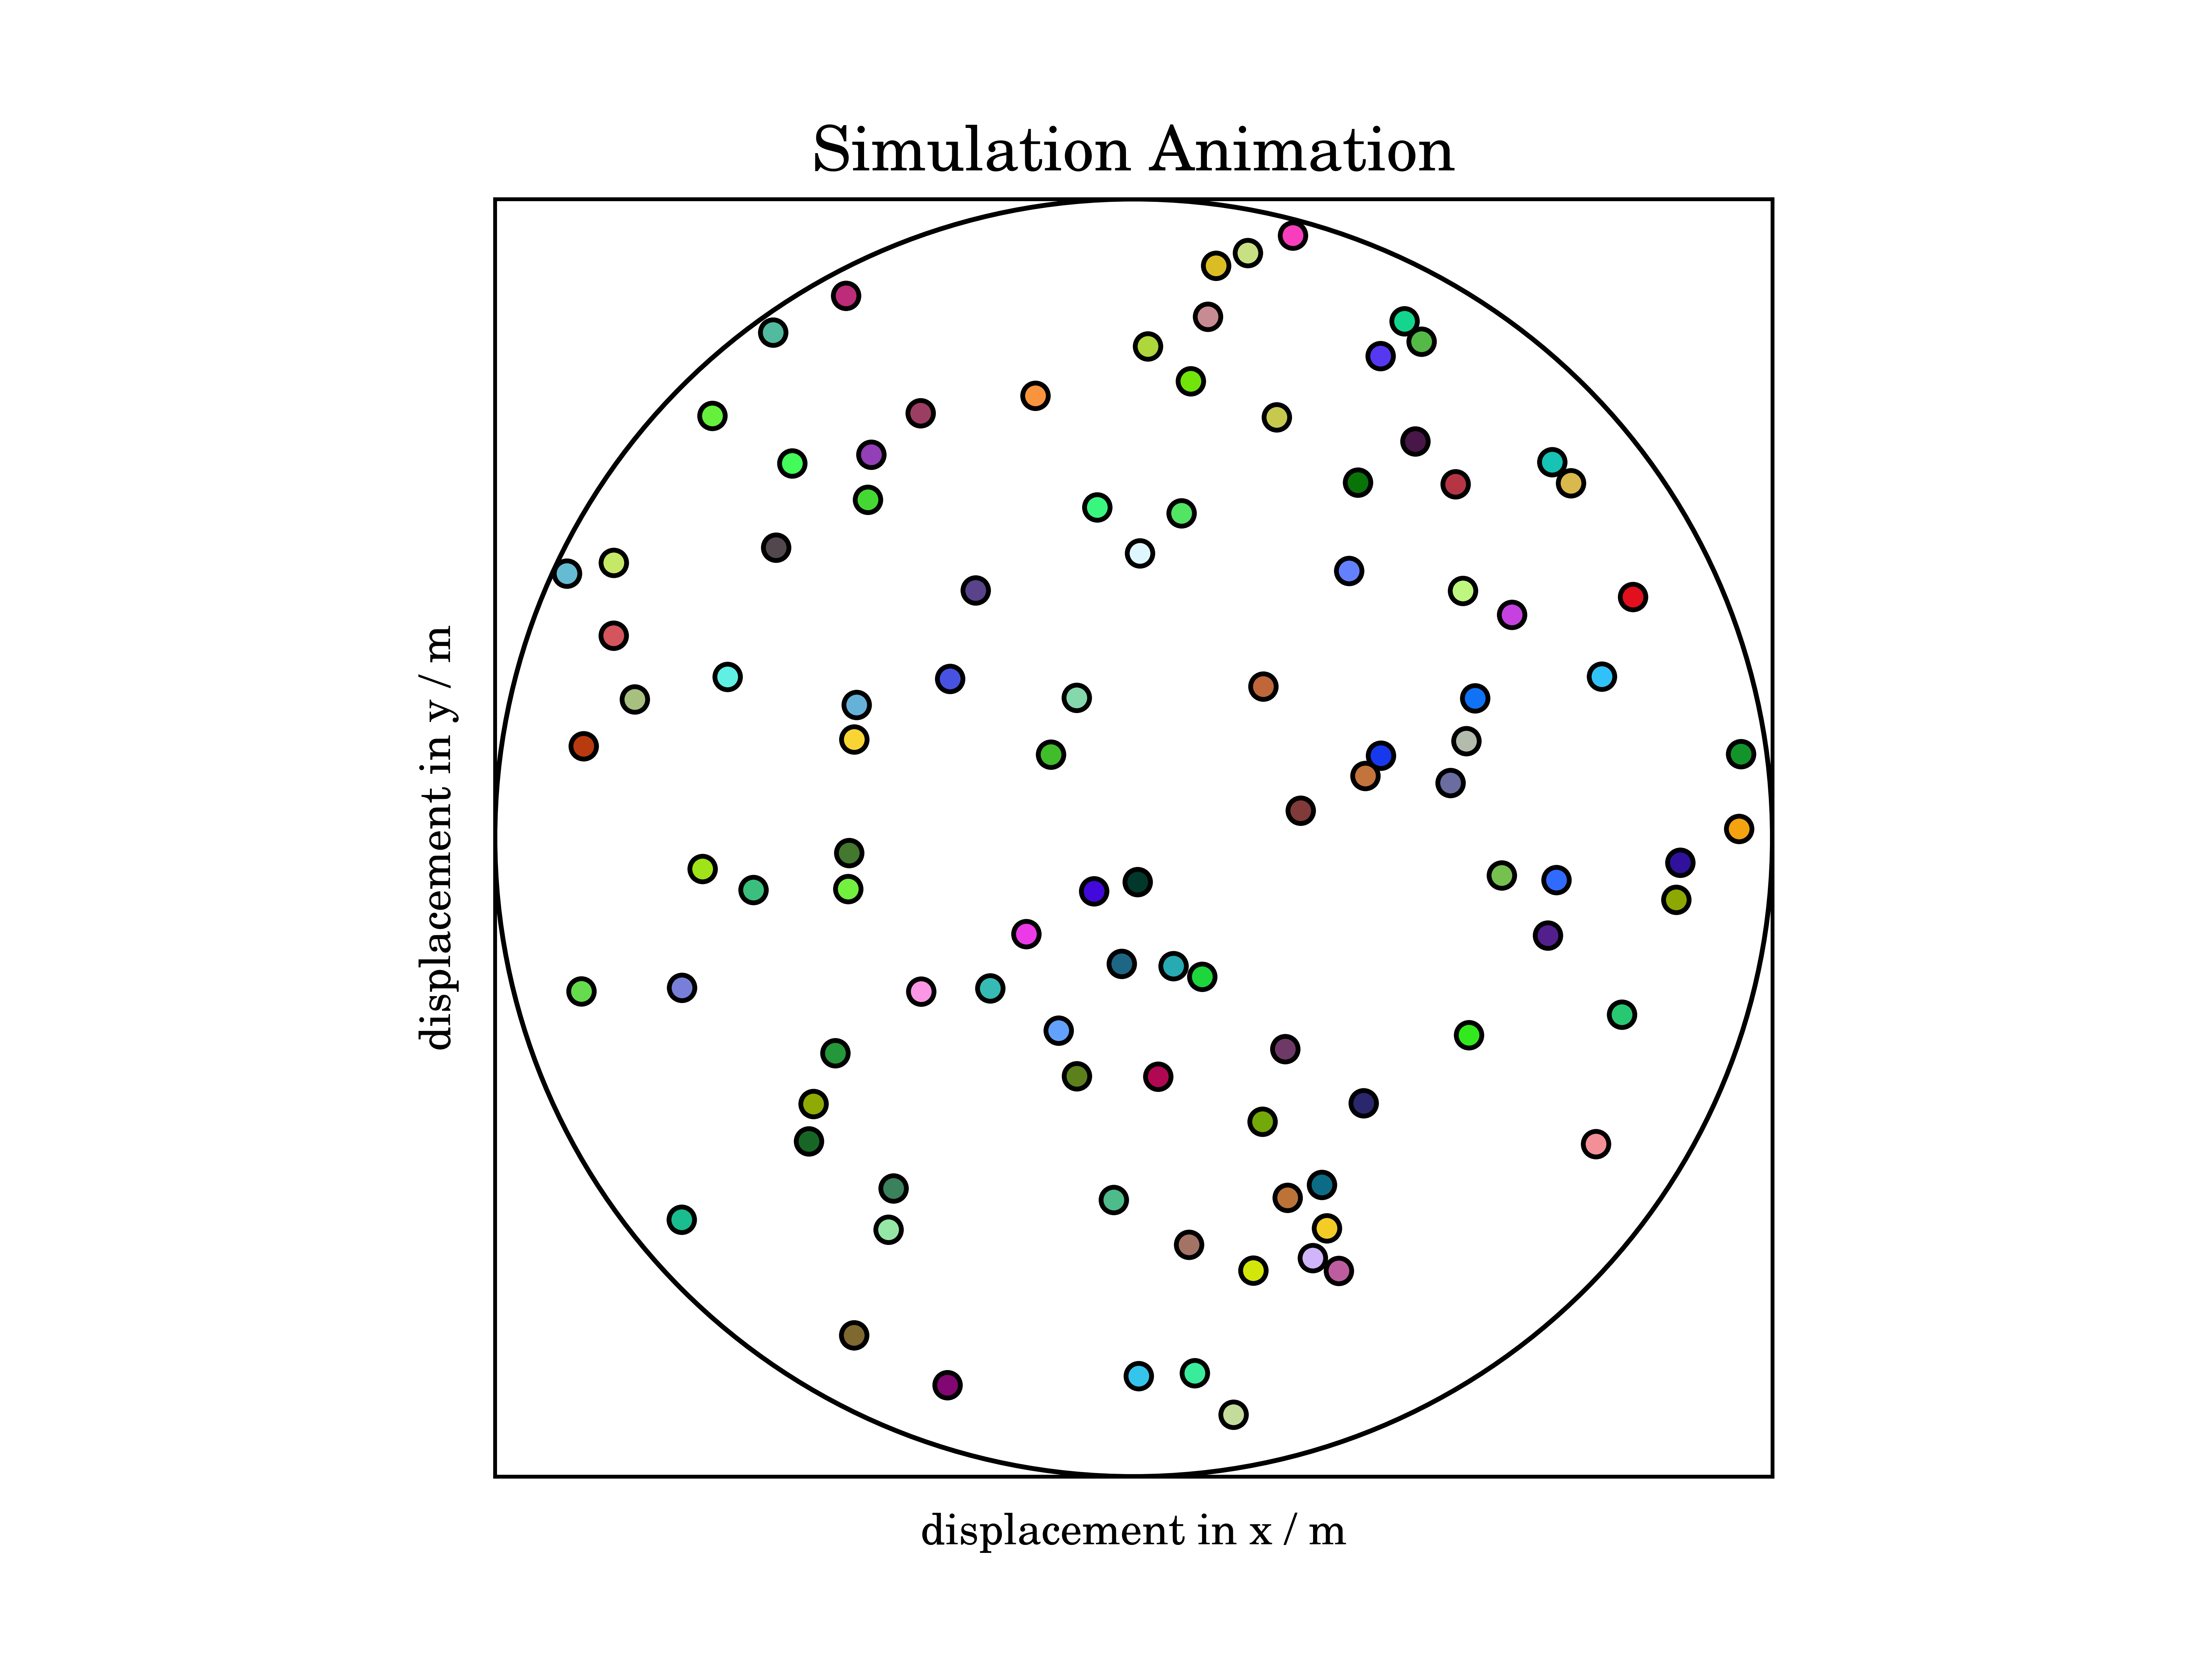 Simulation Animation
displacement in y / m
displacement in x / m